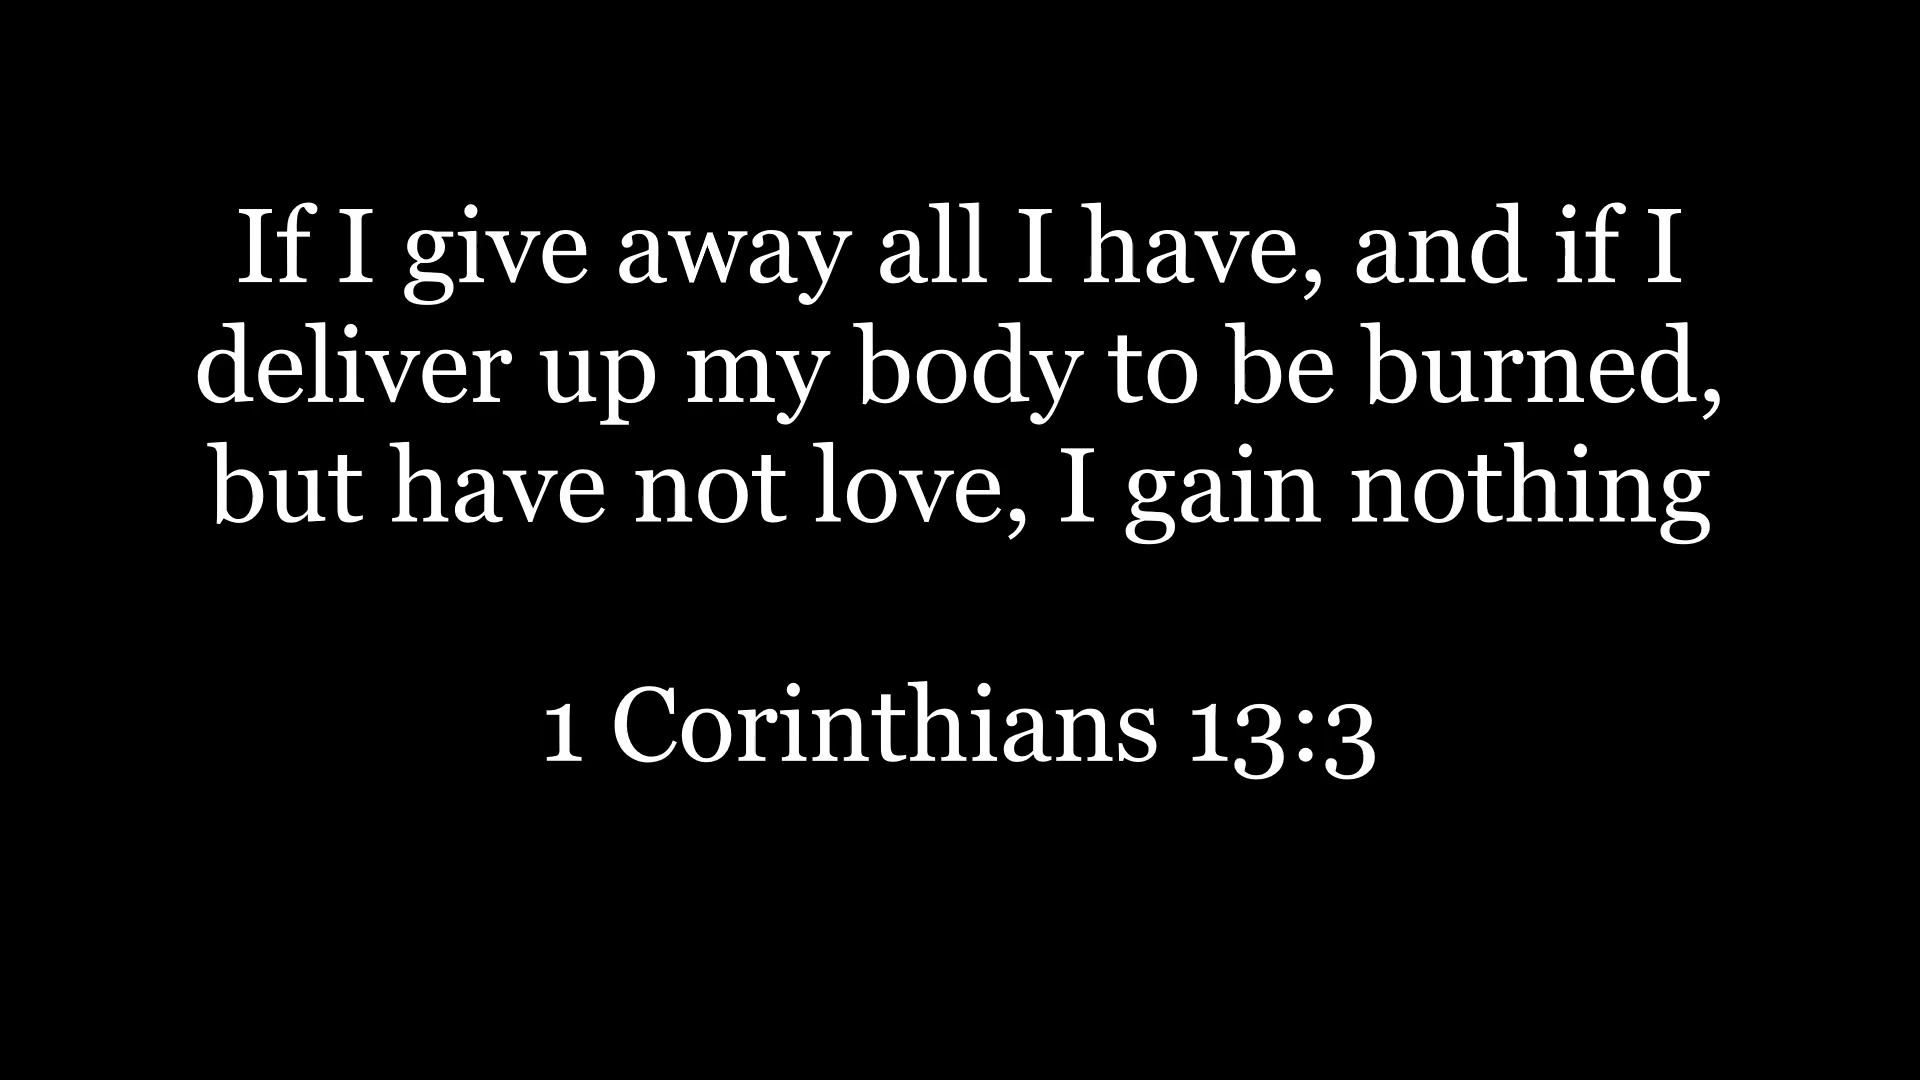 If I give away all I have, and if I
deliver up my body to be burned,
but have not love, I gain nothing
1 Corinthians 13:3